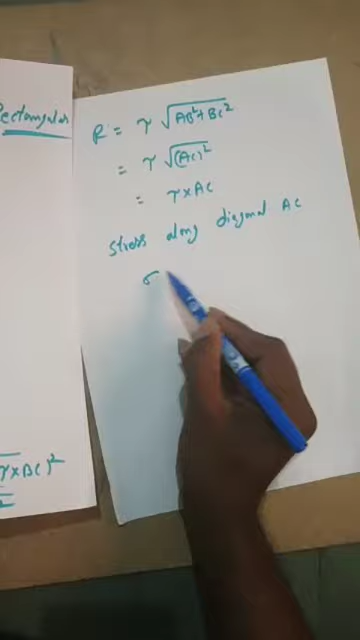 Rectangular
R = τ √AB²+BC²
= τ √(AC)²
= τ×AC
stress along diagonal AC
σ
τ×BC)²